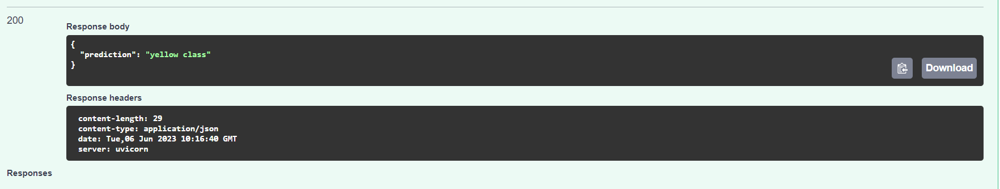 200
Response body
{
"prediction": "yellow class"
}
Download
Response headers
content-length: 29
content-type: application/json
date: Tue,06 Jun 2023 10:16:40 GMT
server: uvicorn
Responses